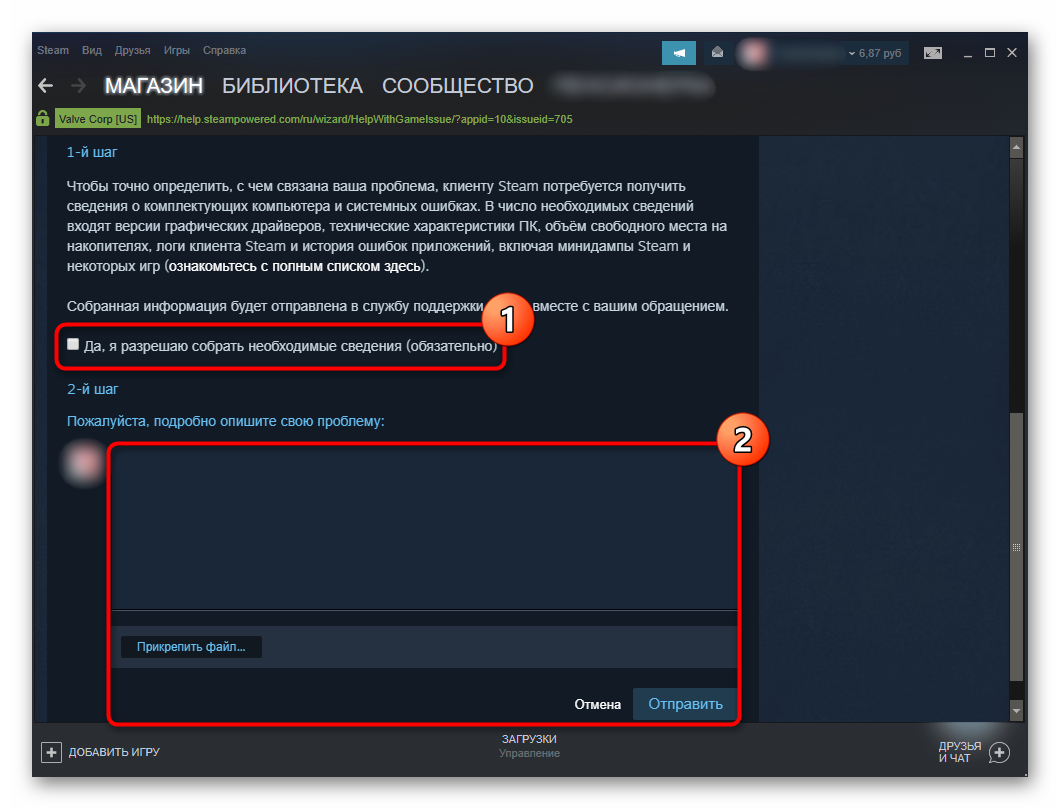 Steam Вид Друзья Игры Справка
6,87 руб
МАГАЗИН БИБЛИОТЕКА СООБЩЕСТВО
Valve Corp [US] https://help.steampowered.com/ru/wizard/HelpWithGameIssue/?appid=10&issueid=705
1-й шаг
Чтобы точно определить, с чем связана ваша проблема, клиенту Steam потребуется получить
сведения о комплектующих компьютера и системных ошибках. В число необходимых сведений
входят версии графических драйверов, технические характеристики ПК, объём свободного места на
накопителях, логи клиента Steam и история ошибок приложений, включая минидампы Steam и
некоторых игр (ознакомьтесь с полным списком здесь).
Собранная информация будет отправлена в службу поддержки вместе с вашим обращением.
1
Да, я разрешаю собрать необходимые сведения (обязательно)
2-й шаг
Пожалуйста, подробно опишите свою проблему:
2
Прикрепить файл...
Отмена Отправить
ДОБАВИТЬ ИГРУ
ЗАГРУЗКИ
Управление
ДРУЗЬЯ
И ЧАТ